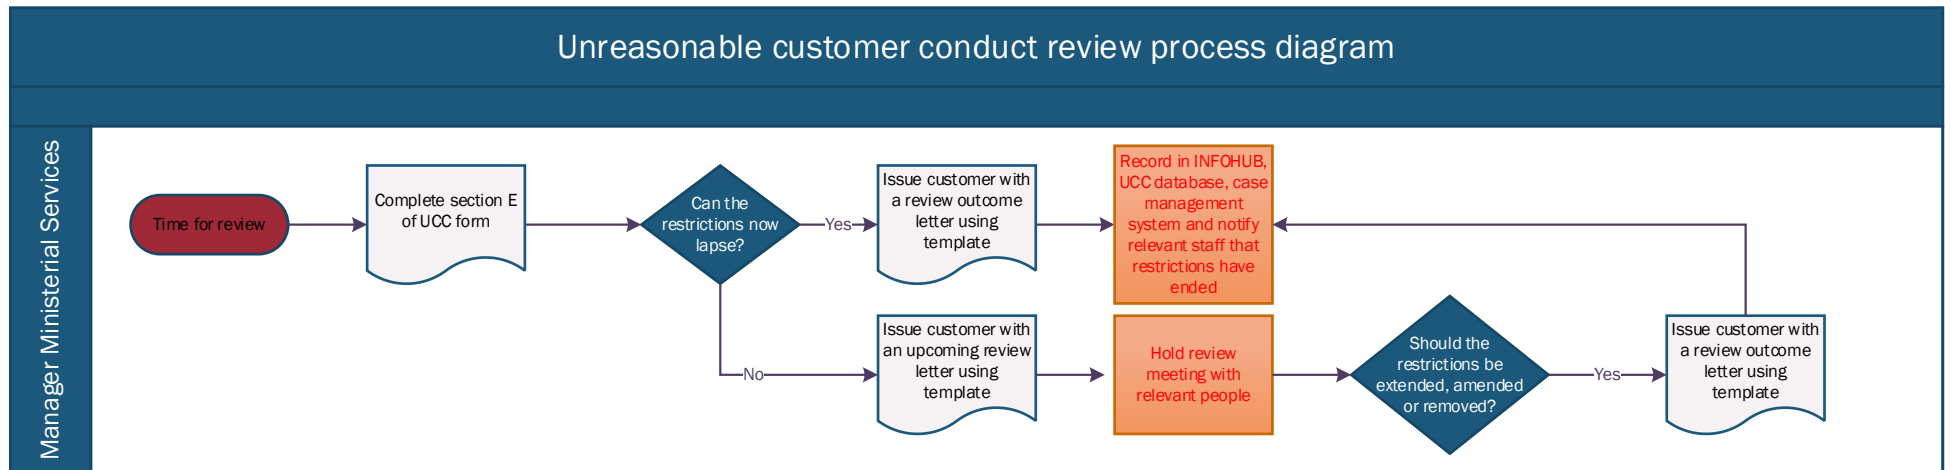 Unreasonable customer conduct review process diagram
Manager Ministerial Services
Time for review
Complete section E
of UCC form
Can the
restrictions now
lapse?
Yes
Issue customer with
a review outcome
letter using
template
Record in INFOHUB,
UCC database, case
management
system and notify
relevant staff that
restrictions have
ended
No
Issue customer with
an upcoming review
letter using
template
Hold review
meeting with
relevant people
Should the
restrictions be
extended, amended
or removed?
Yes
Issue customer with
a review outcome
letter using
template